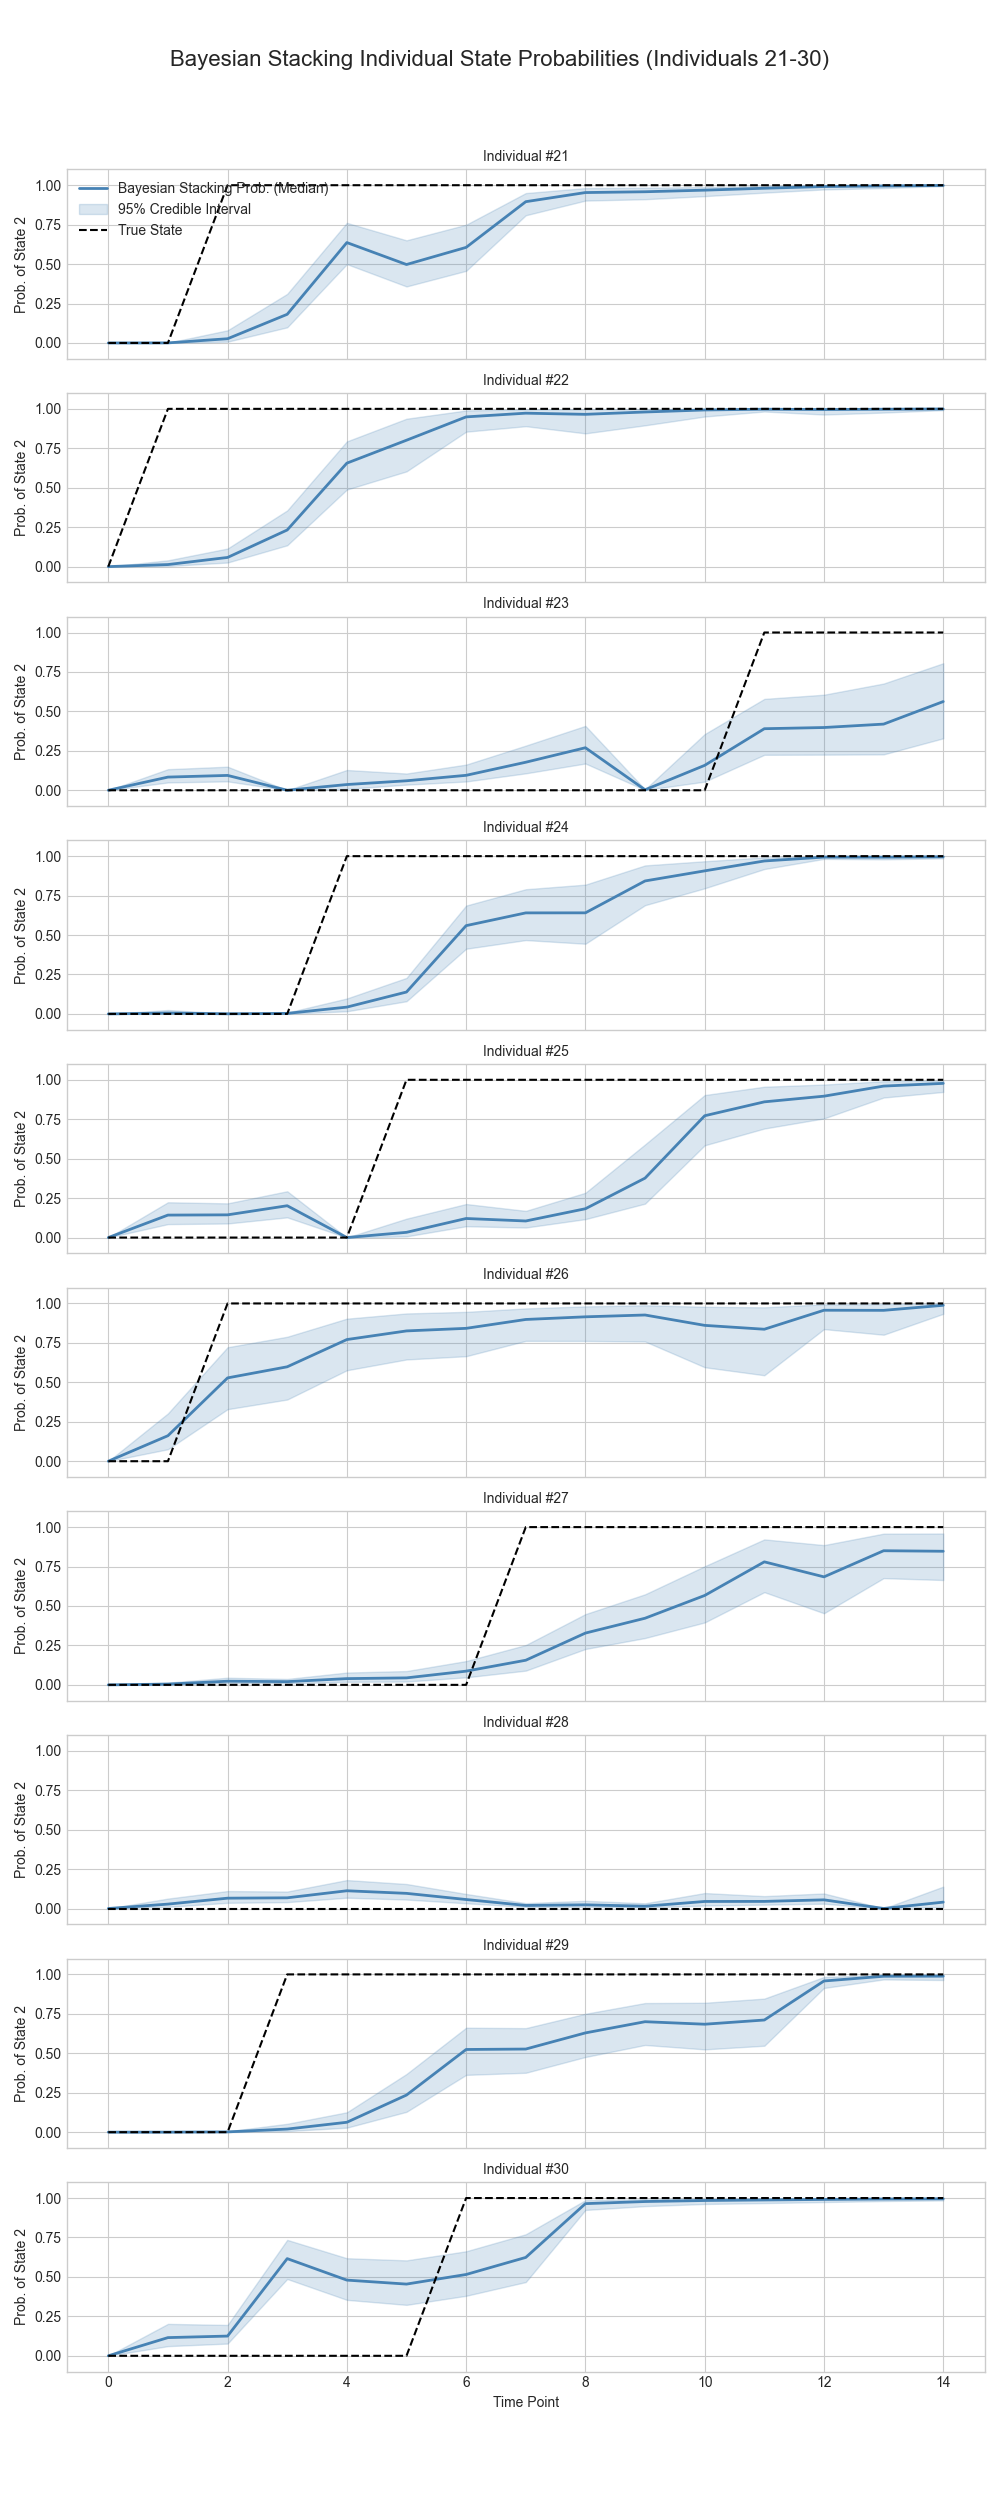 Bayesian Stacking Individual State Probabilities (Individuals 21-30)
Individual #21
Bayesian Stacking Prob. (Median)
95% Credible Interval
True State
Prob. of State 2
1.00
0.75
0.50
0.25
0.00
Individual #22
Prob. of State 2
1.00
0.75
0.50
0.25
0.00
Individual #23
Prob. of State 2
1.00
0.75
0.50
0.25
0.00
Individual #24
Prob. of State 2
1.00
0.75
0.50
0.25
0.00
Individual #25
Prob. of State 2
1.00
0.75
0.50
0.25
0.00
Individual #26
Prob. of State 2
1.00
0.75
0.50
0.25
0.00
Individual #27
Prob. of State 2
1.00
0.75
0.50
0.25
0.00
Individual #28
Prob. of State 2
1.00
0.75
0.50
0.25
0.00
Individual #29
Prob. of State 2
1.00
0.75
0.50
0.25
0.00
Individual #30
Prob. of State 2
1.00
0.75
0.50
0.25
0.00
0 2 4 6 8 10 12 14
Time Point